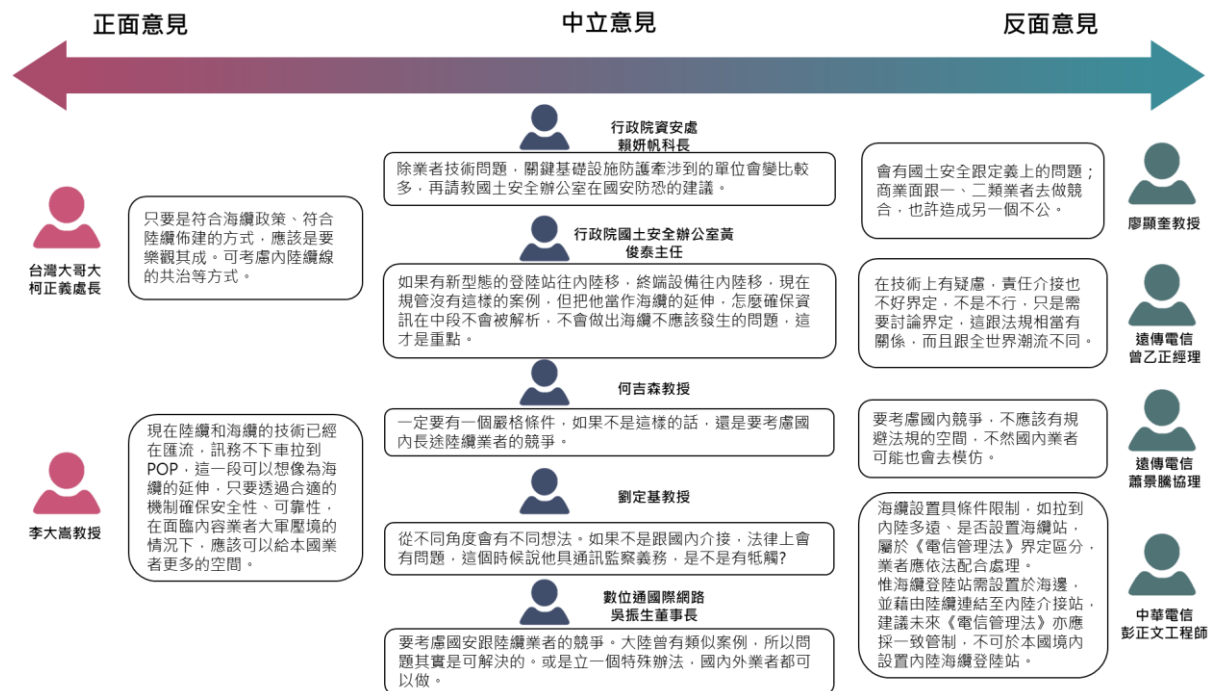 正面意見
中立意見
反面意見
台灣大哥大
柯正義處長
只要是符合海纜政策、符合
陸纜佈建的方式，應該是要
樂觀其成。可考慮內陸纜線
的共治等方式。
李大嵩教授
現在陸纜和海纜的技術已經
在匯流，訊務不下車拉到
POP，這一段可以想像為海
纜的延伸，只要透過合適的
機制確保安全性、可靠性，
在面臨內容業者大軍壓境的
情況下，應該可以給本國業
者更多的空間。
行政院資安處
賴妍帆科長
除業者技術問題，關鍵基礎設施防護牽涉到的單位會變比較
多，再請教國土安全辦公室在國安防恐的建議。
行政院國土安全辦公室黃
俊泰主任
如果有新型態的登陸站往內陸移，終端設備往內陸移，現在
規管沒有這樣的案例，但把他當作海纜的延伸，怎麼確保資
訊在中段不會被解析，不會做出海纜不應該發生的問題，這
才是重點。
何吉森教授
一定要有一個嚴格條件，如果不是這樣的話，還是要考慮國
內長途陸纜業者的競爭。
劉定基教授
從不同角度會有不同想法。如果不是跟國內介接，法律上會
有問題，這個時候說他具通訊監察義務，是不是有牴觸?
數位通國際網路
吳振生董事長
要考慮國安跟陸纜業者的競爭。大陸曾有類似案例，所以問
題其實是可解決的。或是立一個特殊辦法，國內外業者都可
以做。
會有國土安全跟定義上的問題；
商業面跟一、二類業者去做競
合，也許造成另一個不公。
廖顯奎教授
在技術上有疑慮，責任介接也
不好界定，不是不行，只是需
要討論界定，這跟法規相當有
關係，而且跟全世界潮流不同。
遠傳電信
曾乙正經理
要考慮國內競爭，不應該有規
避法規的空間，不然國內業者
可能也會去模仿。
遠傳電信
蕭景騰協理
海纜設置具條件限制，如拉到
內陸多遠、是否設置海纜站，
屬於《電信管理法》界定區分，
業者應依法配合處理。
惟海纜登陸站需設置於海邊，
並藉由陸纜連結至內陸介接站，
建議未來《電信管理法》亦應
採一致管制，不可於本國境內
設置內陸海纜登陸站。
中華電信
彭正文工程師